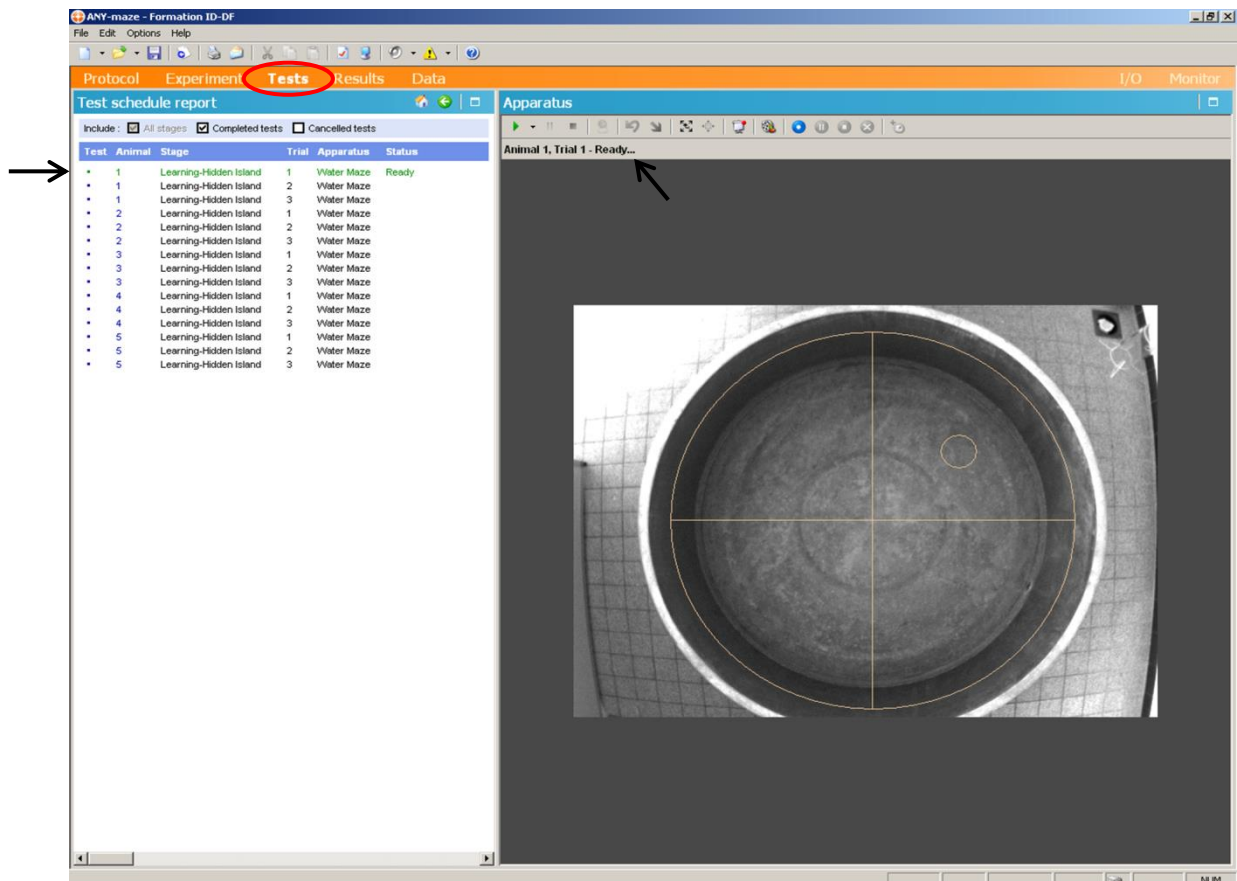 ANY-maze - Formation ID-DF
File Edit Options Help
Protocol Experiment Tests Results Data I/O Monitor
Test schedule report
Apparatus
Include : All stages Completed tests Cancelled tests
Test Animal Stage Trial Apparatus Status
Animal 1, Trial 1 - Ready...
1 Learning-Hidden Island 1 Water Maze Ready
1 Learning-Hidden Island 2 Water Maze
1 Learning-Hidden Island 3 Water Maze
2 Learning-Hidden Island 1 Water Maze
2 Learning-Hidden Island 2 Water Maze
2 Learning-Hidden Island 3 Water Maze
3 Learning-Hidden Island 1 Water Maze
3 Learning-Hidden Island 2 Water Maze
3 Learning-Hidden Island 3 Water Maze
4 Learning-Hidden Island 1 Water Maze
4 Learning-Hidden Island 2 Water Maze
4 Learning-Hidden Island 3 Water Maze
5 Learning-Hidden Island 1 Water Maze
5 Learning-Hidden Island 2 Water Maze
5 Learning-Hidden Island 3 Water Maze
NUM